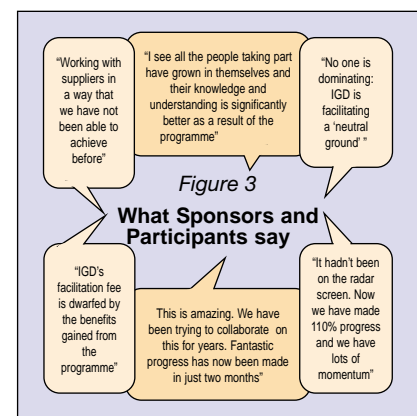 “Working with
suppliers in
a way that
we have not
been able to
achieve
before”
“I see all the people taking part
have grown in themselves and
their knowledge and
understanding is significantly
better as a result of the
programme”
“No one is
dominating:
IGD is
facilitating
a ‘neutral
ground’ ”
Figure 3
What Sponsors and
Participants say
“IGD’s
facilitation fee
is dwarfed by
the benefits
gained from
the
programme”
This is amazing. We have
been trying to collaborate on
this for years. Fantastic
progress has now been made
in just two months”
“It hadn’t been
on the radar
screen. Now
we have made
110% progress
and we have
lots of
momentum”